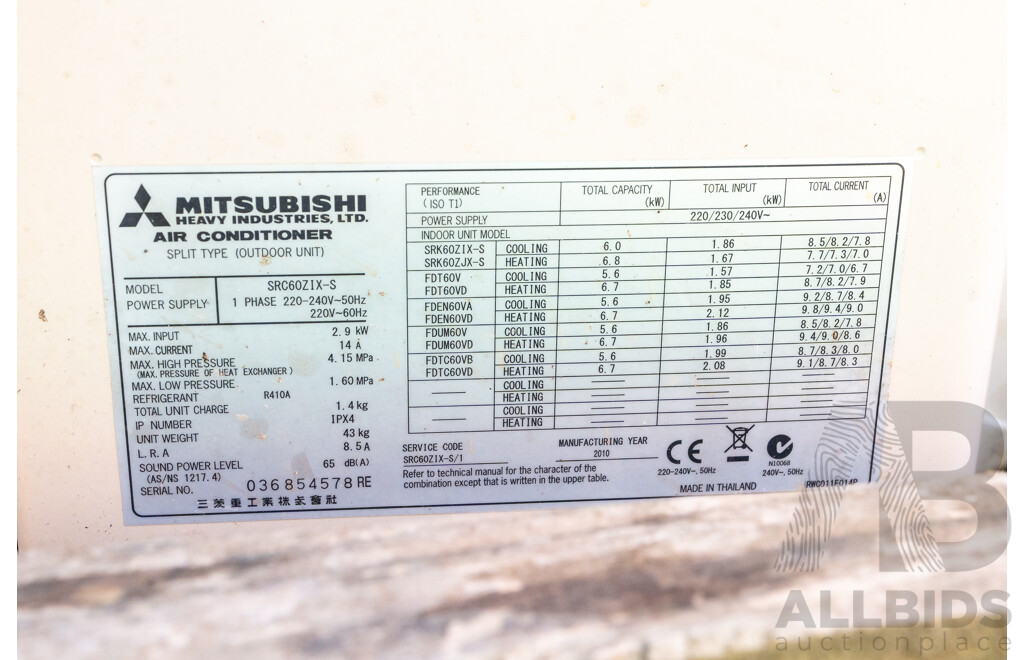 MITSUBISHI
HEAVY INDUSTRIES, LTD.
AIR CONDITIONER
SPLIT TYPE (OUTDOOR UNIT)
MODEL SRC60ZIX-S
POWER SUPPLY 1 PHASE 220-240V~50Hz
220V~60Hz
MAX. INPUT 2.9 kW
MAX. CURRENT 14 A
MAX. HIGH PRESSURE 4.15 MPa
(MAX. PRESSURE OF HEAT EXCHANGER)
MAX. LOW PRESSURE 1.60 MPa
REFRIGERANT R410A
TOTAL UNIT CHARGE 1.4 kg
IP NUMBER IPX4
UNIT WEIGHT 43 kg
L.R.A 8.5 A
SOUND POWER LEVEL 65 dB(A)
(AS/NS 1217.4)
SERIAL NO. 036854578 RE
三菱重工業株式會社
PERFORMANCE (ISO T1) TOTAL CAPACITY (kW) TOTAL INPUT (kW) TOTAL CURRENT (A)
POWER SUPPLY 220/230/240V~
INDOOR UNIT MODEL
SRK60ZIX-S COOLING 6.0 1.86 8.5/8.2/7.8
SRK60ZJX-S HEATING 6.8 1.67 7.7/7.3/7.0
FDT60V COOLING 5.6 1.57 7.2/7.0/6.7
FDT60VD HEATING 6.7 1.85 8.7/8.2/7.9
FDEN60VA COOLING 5.6 1.95 9.2/8.7/8.4
FDEN60VD HEATING 6.7 2.12 9.8/9.4/9.0
FDUM60V COOLING 5.6 1.86 8.5/8.2/7.8
FDUM60VD HEATING 6.7 1.96 9.4/9.0/8.6
FDTC60VB COOLING 5.6 1.99 8.7/8.3/8.0
FDTC60VD HEATING 6.7 2.08 9.1/8.7/8.3
COOLING
HEATING
COOLING
HEATING
SERVICE CODE
SRC60ZIX-S/1
MANUFACTURING YEAR
2010
Refer to technical manual for the character of the
combination except that is written in the upper table.
CE
220-240V~, 50Hz
N10068
240V~, 50Hz
MADE IN THAILAND
RWC011F014P
AB
ALLBIDS
auctionplace